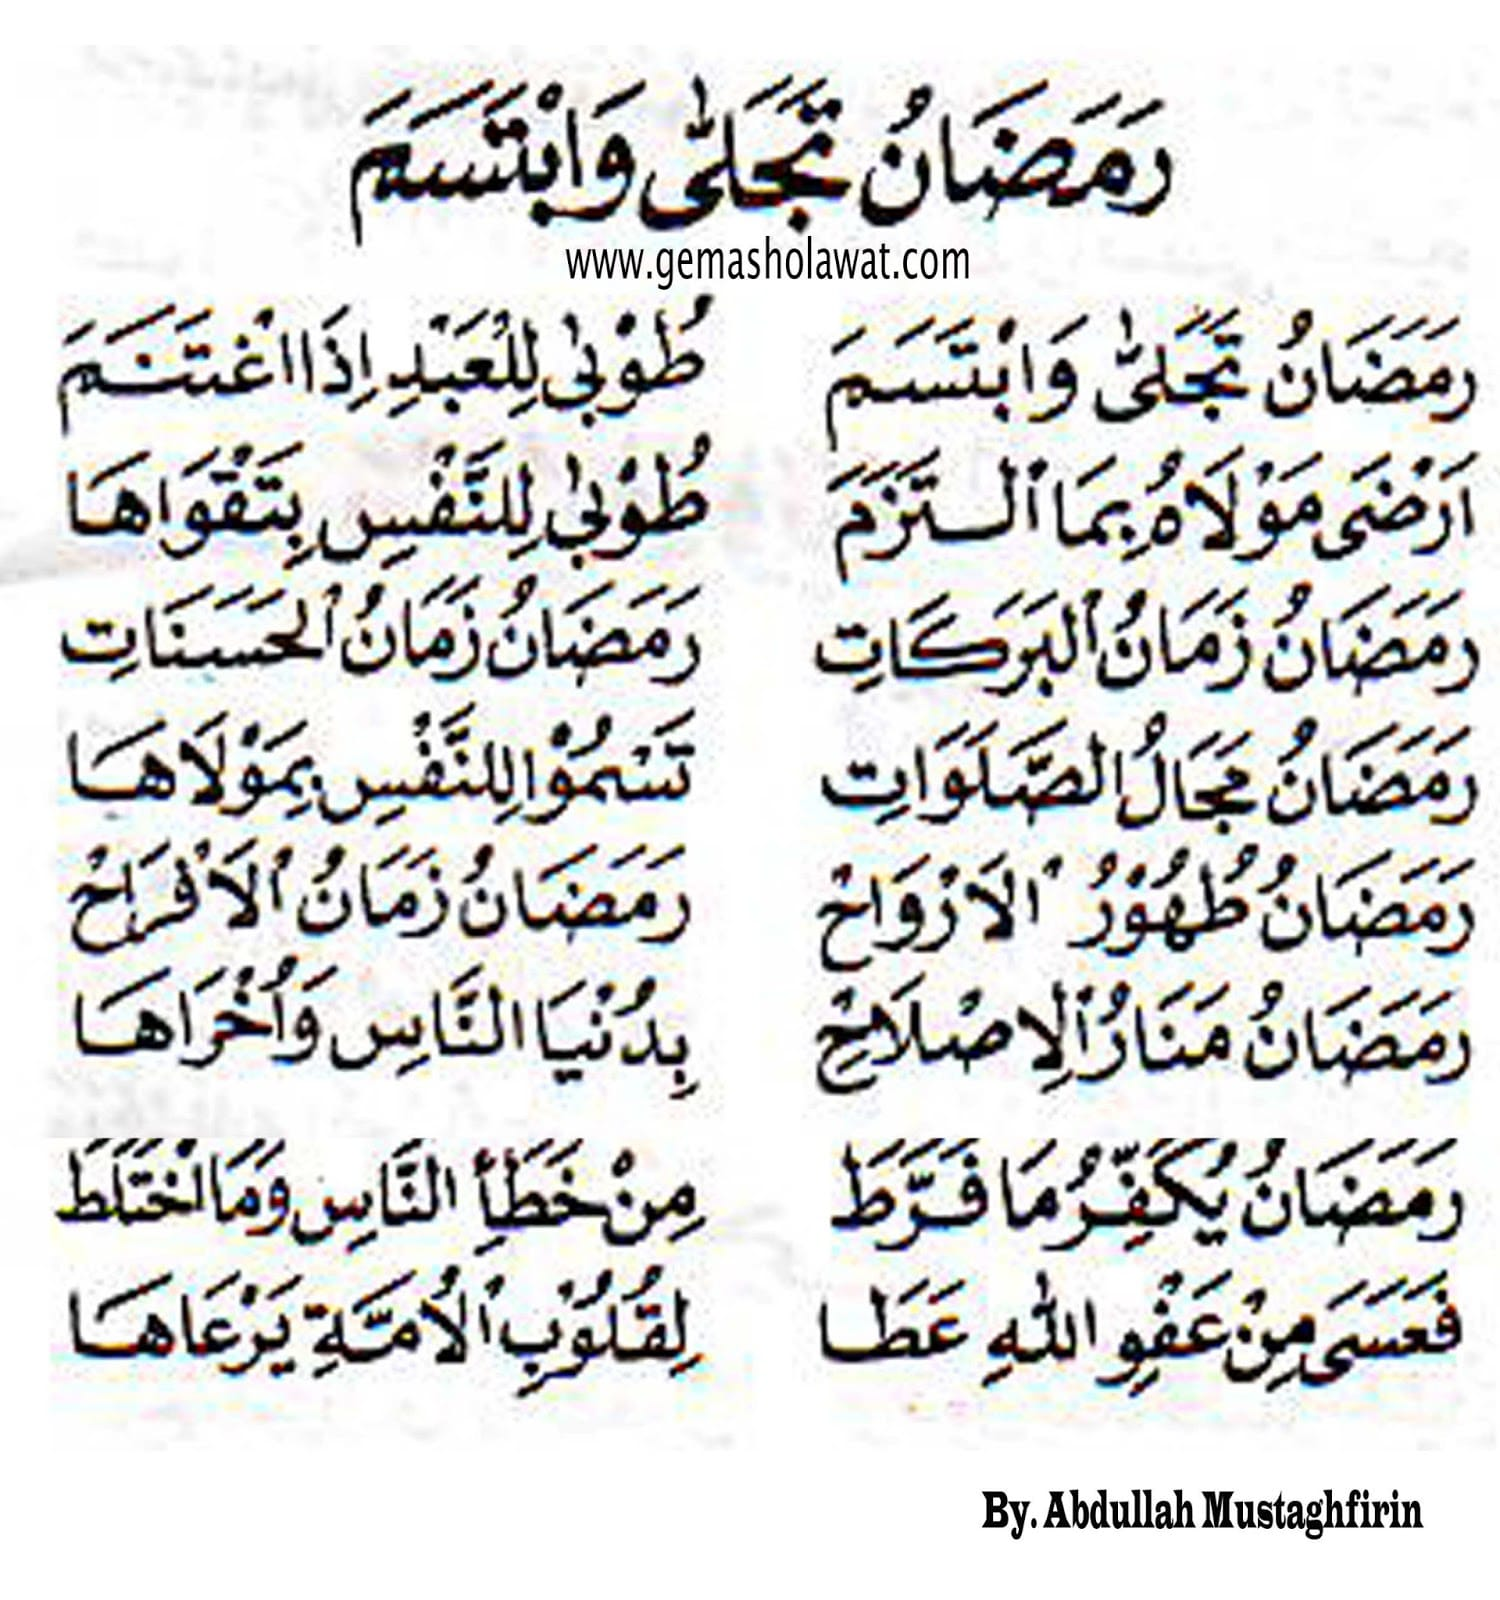 رَمَضَانُ تَجَلَّى وَابْتَسَمَ
www.gemasholawat.com
رَمَضَانُ تَجَلَّى وَابْتَسَمَ طُوْبٰى لِلْعَبْدِ اِذَا اغْتَنَمَ
اَرْضَى مَوْلَاهُ بِمَا الْتَزَمَ طُوْبٰى لِلنَّفْسِ بِتَقْوَاهَا
رَمَضَانُ زَمَانُ الْبَرَكَاتِ رَمَضَانُ زَمَانُ الْحَسَنَاتِ
رَمَضَانُ مَجَالُ الصَّلَوَاتِ تَسْمُوْا لِلنَّفْسِ بِمَوْلَاهَا
رَمَضَانُ طُهُوْرُ الْاَرْوَاحْ رَمَضَانُ زَمَانُ الْاَفْرَاحْ
رَمَضَانُ مَنَارُ الْاِصْلَاحْ بِدُنْيَا النَّاسِ وَاُخْرَاهَا
رَمَضَانُ يُكَفِّرُ مَا فَرَّطَ مِنْ خَطَأِ النَّاسِ وَمَا اخْتَلَطَ
فَعَسَى مِنْ عَفْوِ اللهِ عَطَا لِقُلُوْبِ الْاُمَّةِ يَرْعَاهَا
By. Abdullah Mustaghfirin